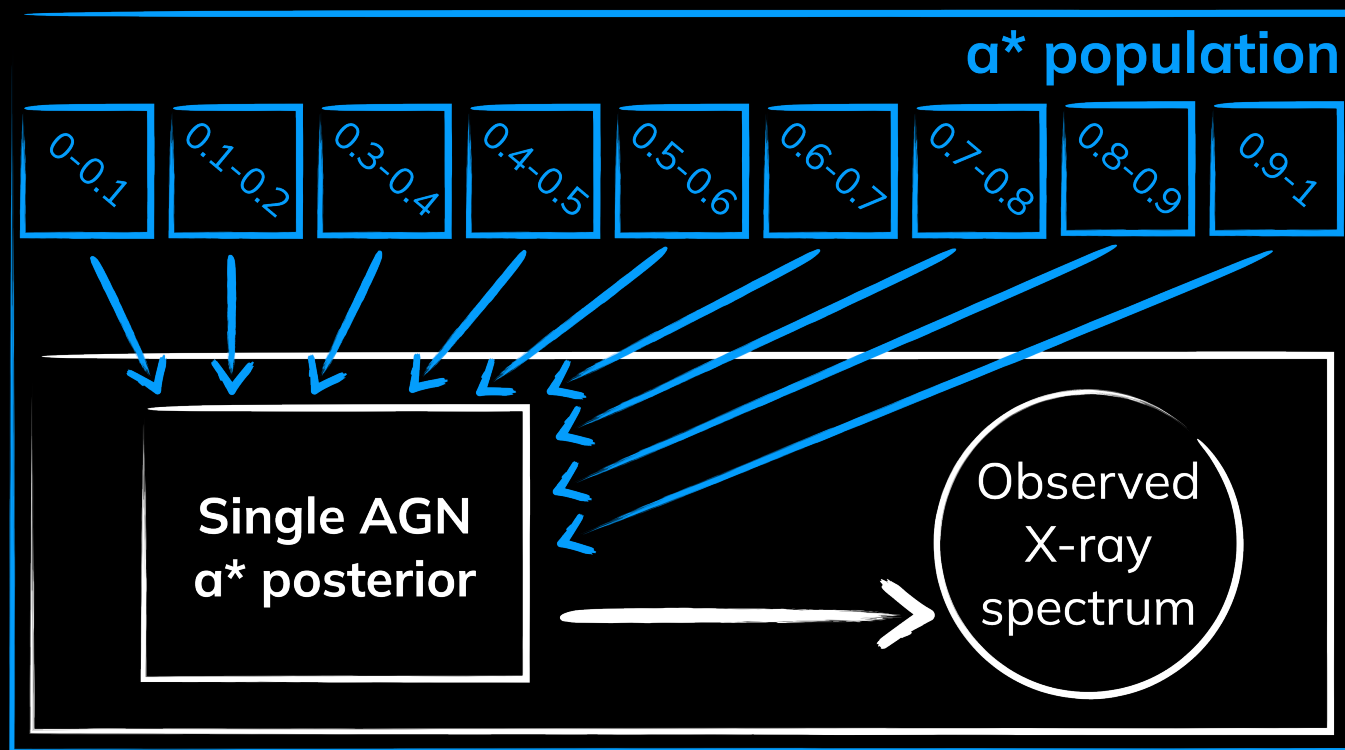 a* population
0-0.1
0.1-0.2
0.3-0.4
0.4-0.5
0.5-0.6
0.6-0.7
0.7-0.8
0.8-0.9
0.9-1
Single AGN
a* posterior
Observed
X-ray
spectrum